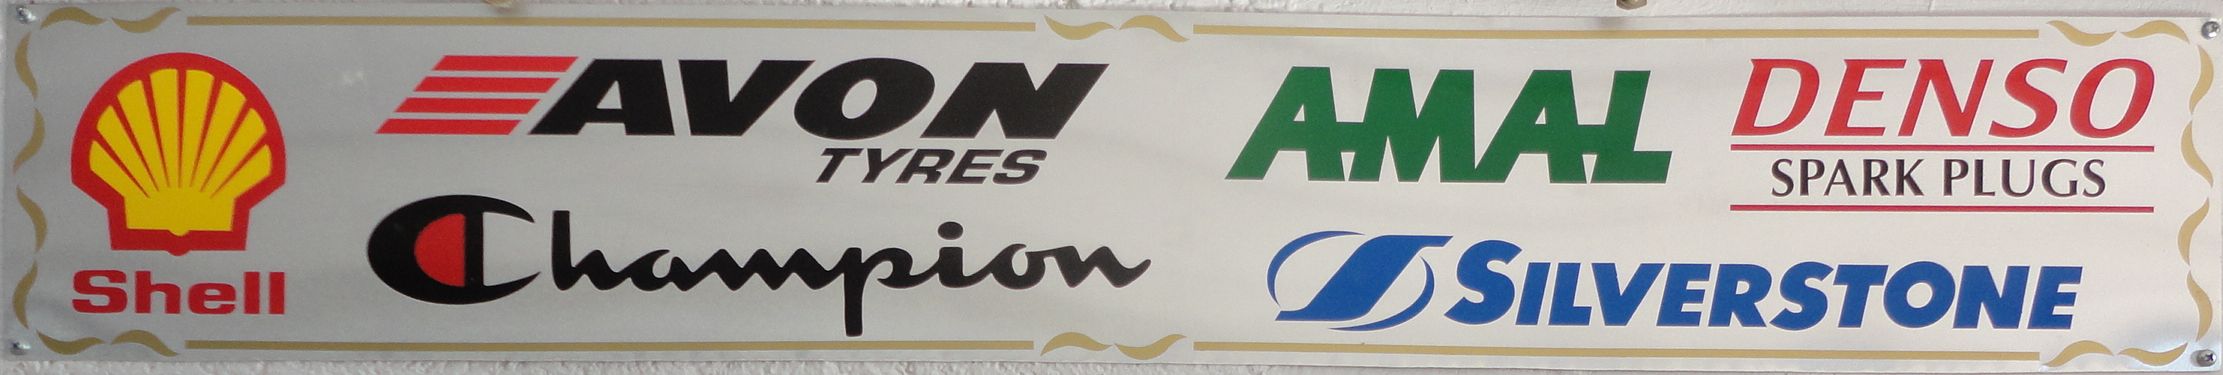 Shell
AVON
TYRES
Champion
AMAL
DENSO
SPARK PLUGS
SILVERSTONE